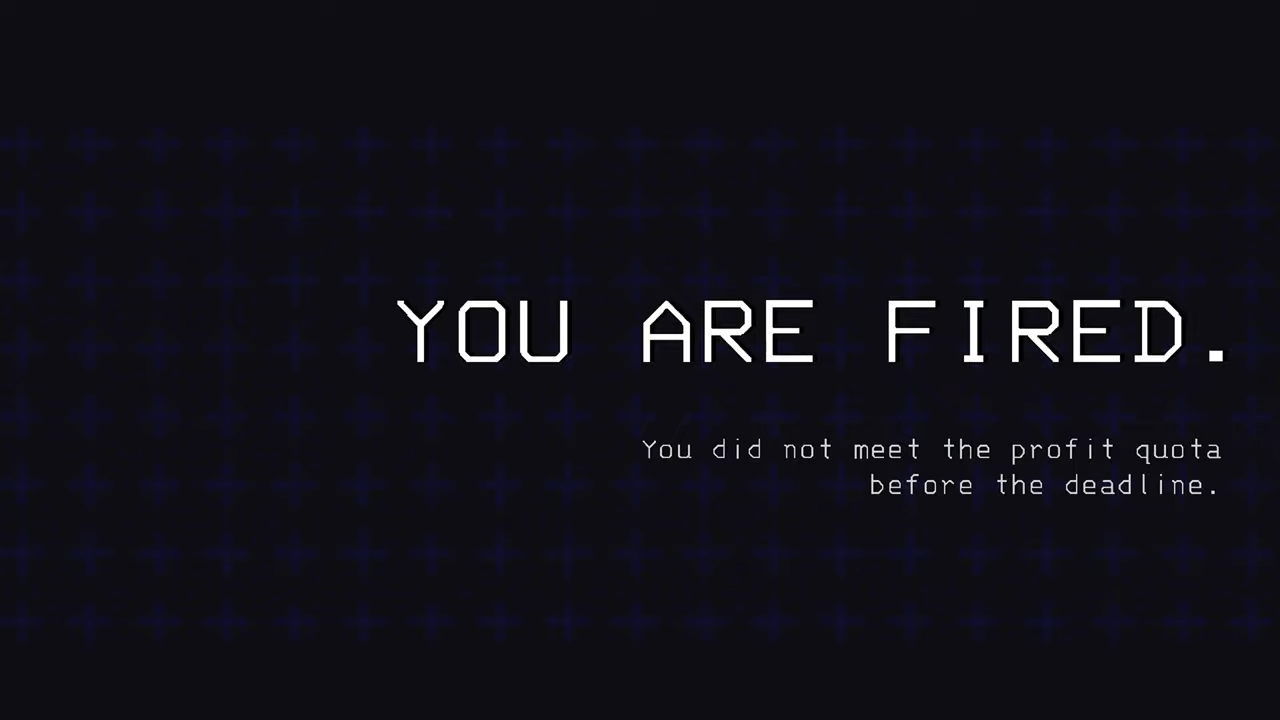 YOU ARE FIRED.
You did not meet the profit quota
before the deadline.